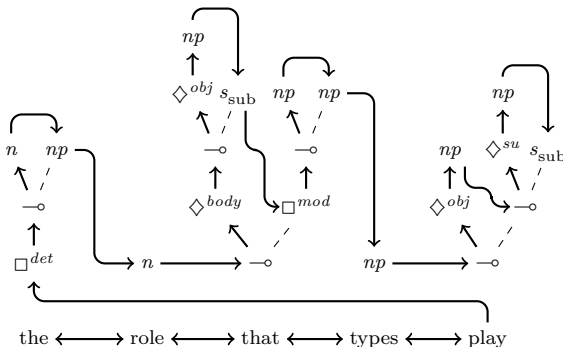 np
◇obj s_sub np np np
n np np ◇su s_sub
◇body □mod ◇obj
□det n np
the role that types play